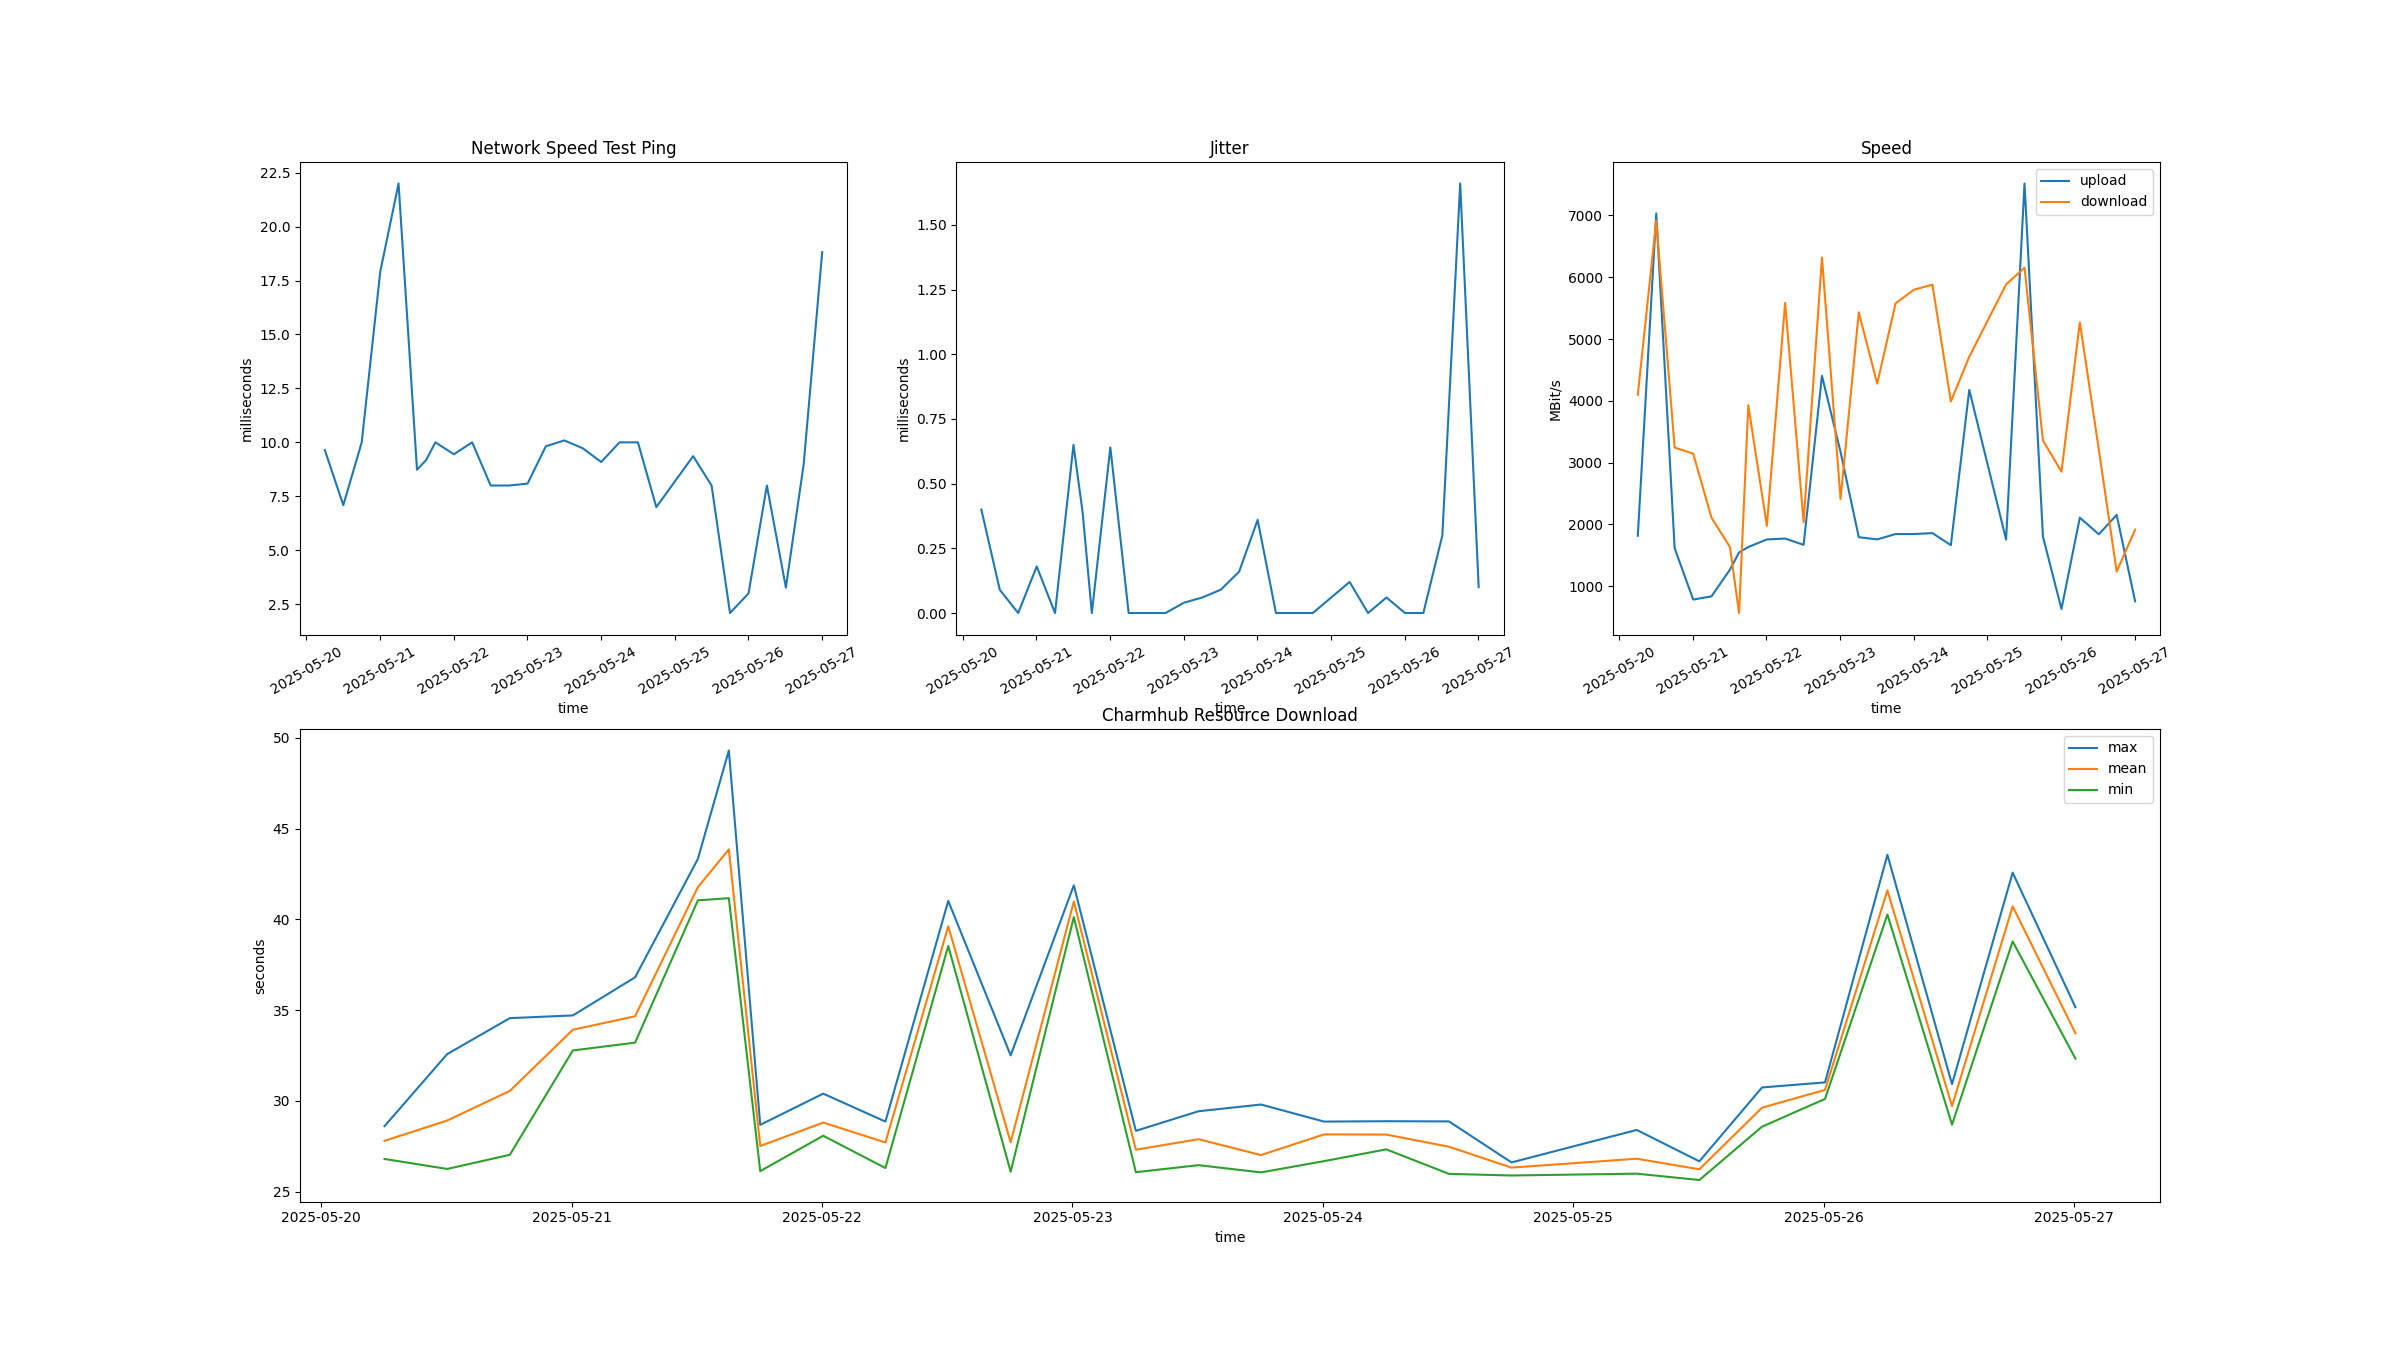 Network Speed Test Ping
22.5
20.0
17.5
15.0
12.5
10.0
7.5
5.0
2.5
milliseconds
2025-05-20 2025-05-21 2025-05-22 2025-05-23 2025-05-24 2025-05-25 2025-05-26 2025-05-27
time
Jitter
1.50
1.25
1.00
0.75
0.50
0.25
0.00
milliseconds
2025-05-20 2025-05-21 2025-05-22 2025-05-23 2025-05-24 2025-05-25 2025-05-26 2025-05-27
time
Speed
upload
download
7000
6000
5000
4000
3000
2000
1000
MBit/s
2025-05-20 2025-05-21 2025-05-22 2025-05-23 2025-05-24 2025-05-25 2025-05-26 2025-05-27
time
Charmhub Resource Download
max
mean
min
50
45
40
35
30
25
seconds
2025-05-20 2025-05-21 2025-05-22 2025-05-23 2025-05-24 2025-05-25 2025-05-26 2025-05-27
time